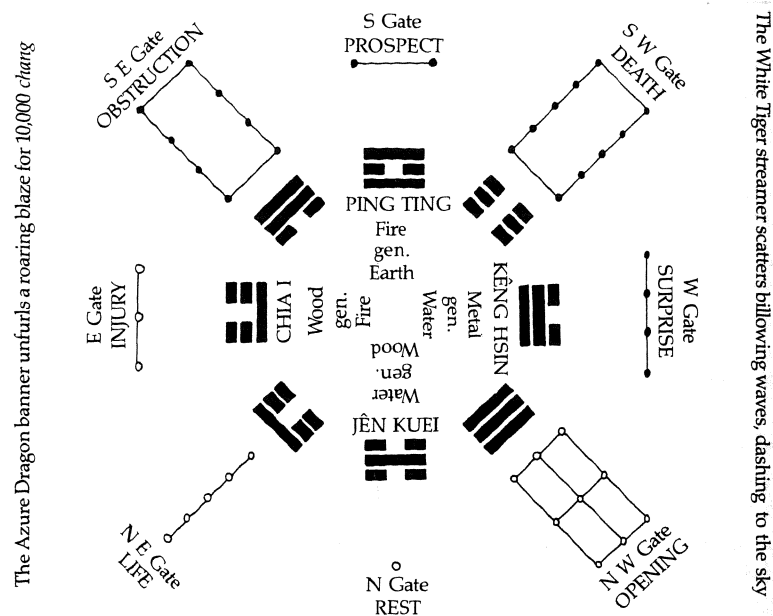 The Azure Dragon banner unfurls a roaring blaze for 10,000 chang
S E Gate
OBSTRUCTION
S Gate
PROSPECT
S W Gate
DEATH
PING TING
Fire
gen.
Earth
E Gate
INJURY
CHIA I
Wood
gen.
Fire
Water
gen.
Metal
KÊNG HSIN
W Gate
SURPRISE
Wood
gen.
Water
JÊN KUEI
N E Gate
LIFE
N Gate
REST
N W Gate
OPENING
The White Tiger streamer scatters billowing waves, dashing to the sky